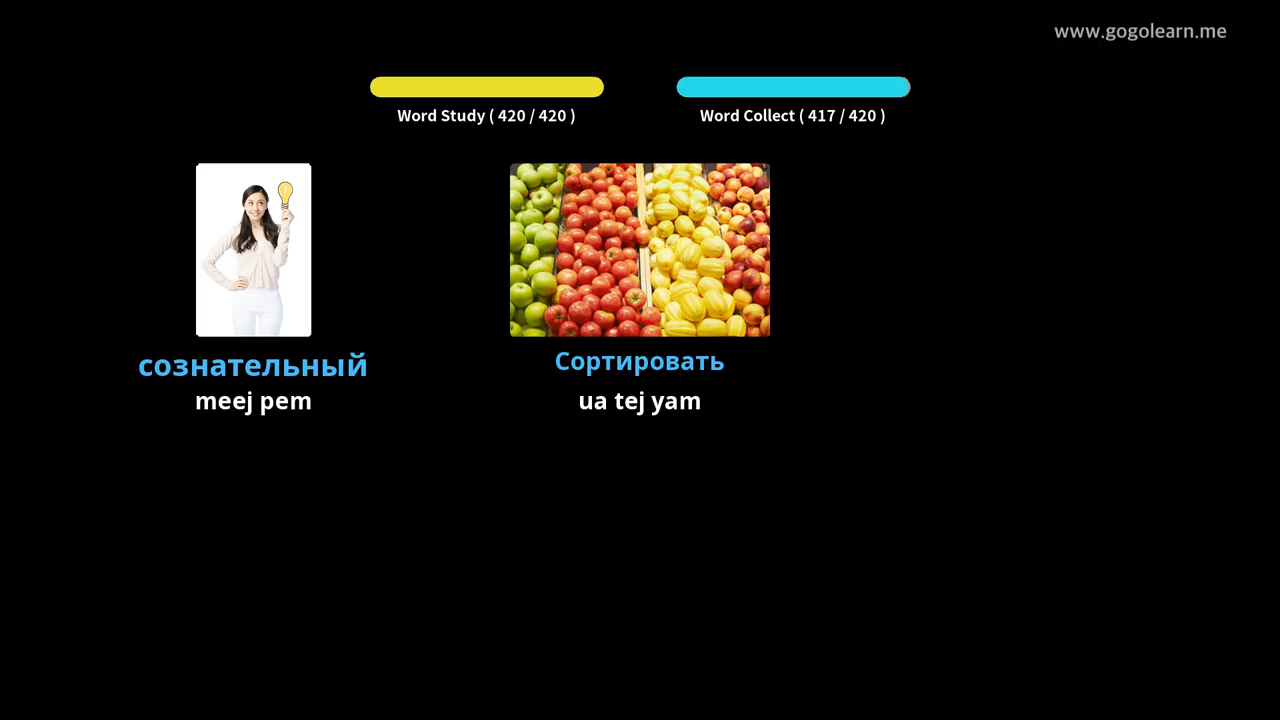 www.gogolearn.me
Word Study ( 420 / 420 )
Word Collect ( 417 / 420 )
сознательный
meej pem
Сортировать
ua tej yam